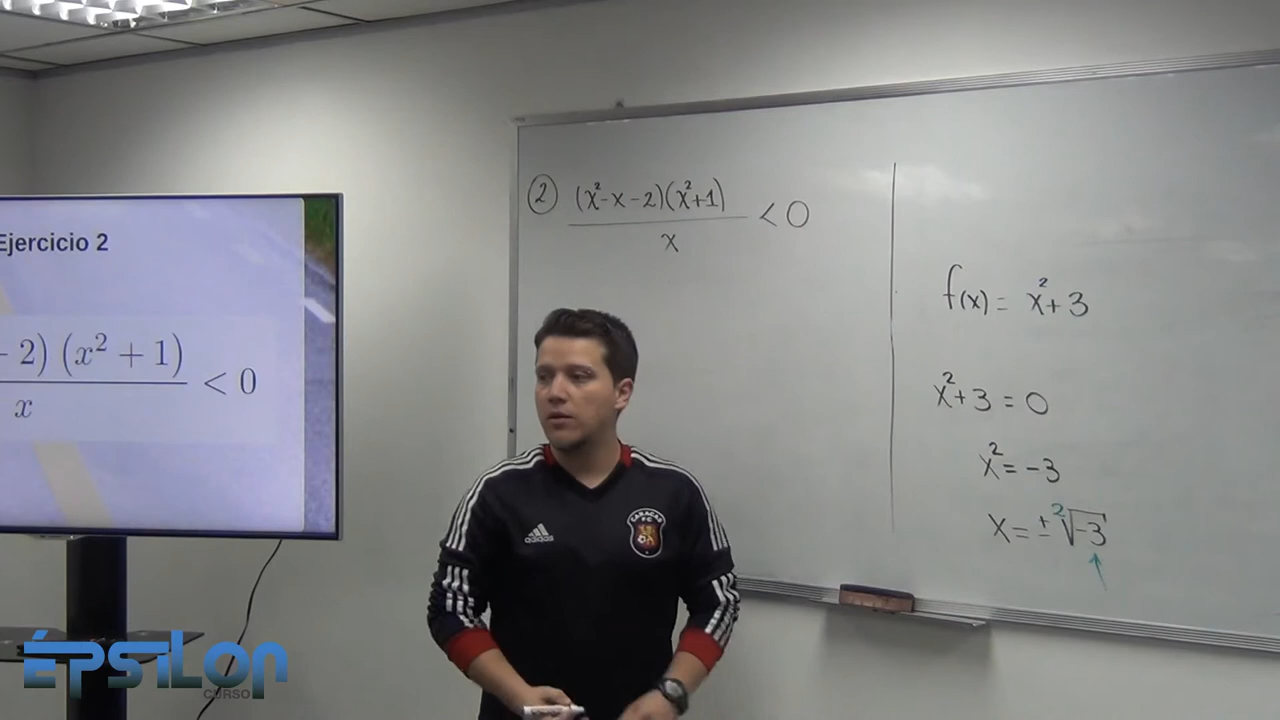 Ejercicio 2
- 2) (x² + 1)
< 0
x
② (x²-x-2)(x²+1)
< 0
x
f(x) = x²+3
x²+3 = 0
x² = -3
x = ± ²√-3
↑
adidas
CARACAS
F.C
ÉPSILON
CURSO